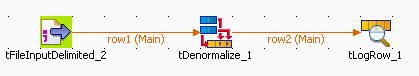 row1 (Main)
row2 (Main)
tFileInputDelimited_2
tDenormalize_1
tLogRow_1